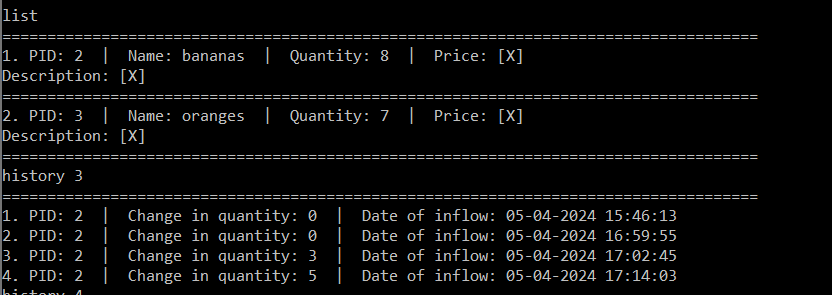 list
====================================================================================
1. PID: 2  |  Name: bananas  |  Quantity: 8  |  Price: [X]
Description: [X]
====================================================================================
2. PID: 3  |  Name: oranges  |  Quantity: 7  |  Price: [X]
Description: [X]
====================================================================================
history 3
====================================================================================
1. PID: 2  |  Change in quantity: 0  |  Date of inflow: 05-04-2024 15:46:13
2. PID: 2  |  Change in quantity: 0  |  Date of inflow: 05-04-2024 16:59:55
3. PID: 2  |  Change in quantity: 3  |  Date of inflow: 05-04-2024 17:02:45
4. PID: 2  |  Change in quantity: 5  |  Date of inflow: 05-04-2024 17:14:03